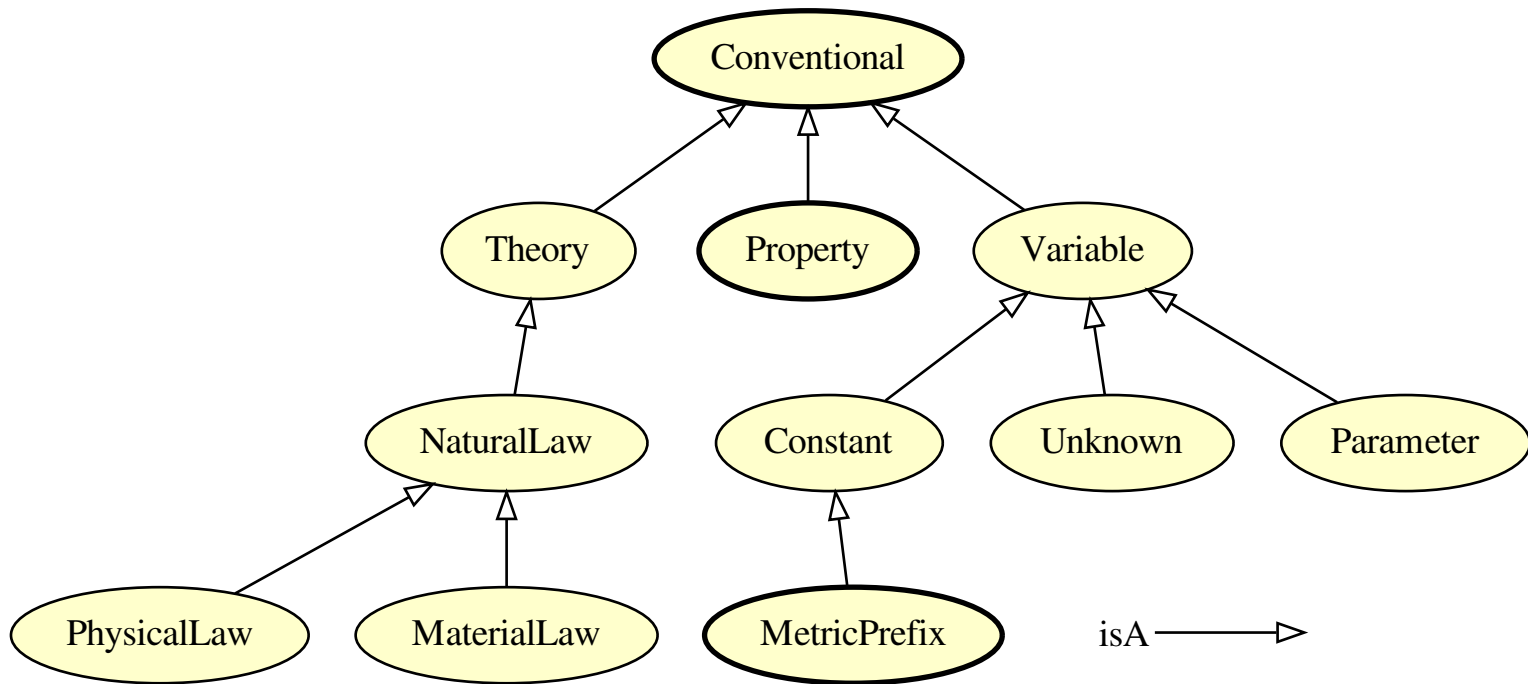 Conventional
Theory
Property
Variable
NaturalLaw
Constant
Unknown
Parameter
PhysicalLaw
MaterialLaw
MetricPrefix
isA